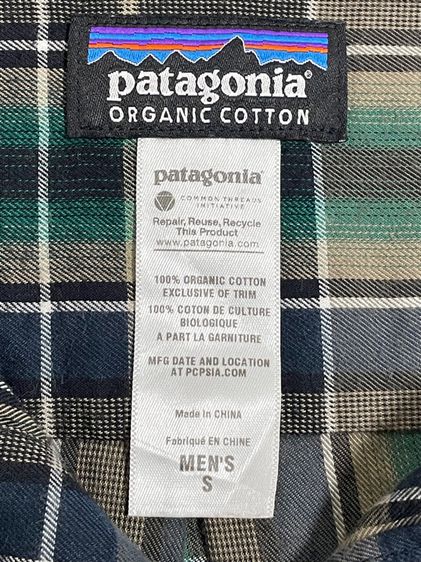 patagonia®
ORGANIC COTTON
patagonia®
COMMON THREADS
INITIATIVE
Repair, Reuse, Recycle
This Product
www.patagonia.com
100% ORGANIC COTTON
EXCLUSIVE OF TRIM
100% COTON DE CULTURE
BIOLOGIQUE
A PART LA GARNITURE
MFG DATE AND LOCATION
AT PCPSIA.COM
Made in CHINA
Fabriqué EN CHINE
MEN'S
S